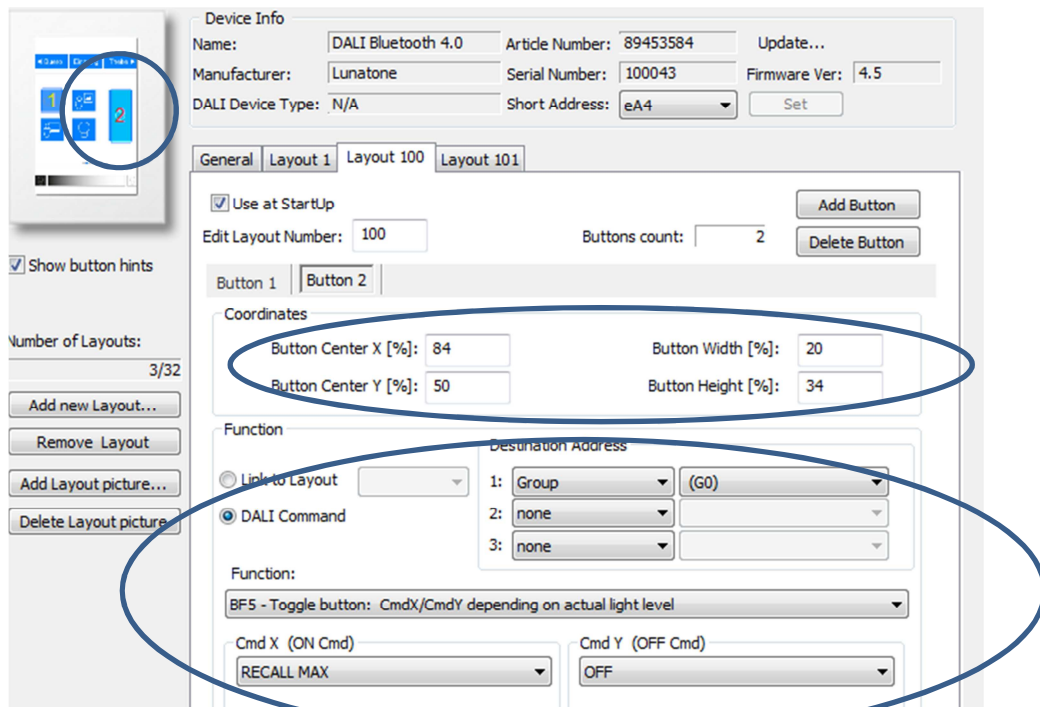 Device Info
Name: DALI Bluetooth 4.0 Article Number: 89453584 Update...
Manufacturer: Lunatone Serial Number: 100043 Firmware Ver: 4.5
DALI Device Type: N/A Short Address: eA4 Set
1
2
General Layout 1 Layout 100 Layout 101
Use at StartUp Add Button
Edit Layout Number: 100 Buttons count: 2 Delete Button
Show button hints
Button 1 Button 2
Coordinates
Number of Layouts:
Button Center X [%]: 84 Button Width [%]: 20
3/32
Button Center Y [%]: 50 Button Height [%]: 34
Add new Layout...
Remove Layout
Add Layout picture...
Delete Layout picture
Function
Destination Address
Link to Layout 1: Group (G0)
DALI Command 2: none
3: none
Function:
BF5 - Toggle button: CmdX/CmdY depending on actual light level
Cmd X (ON Cmd) Cmd Y (OFF Cmd)
RECALL MAX OFF